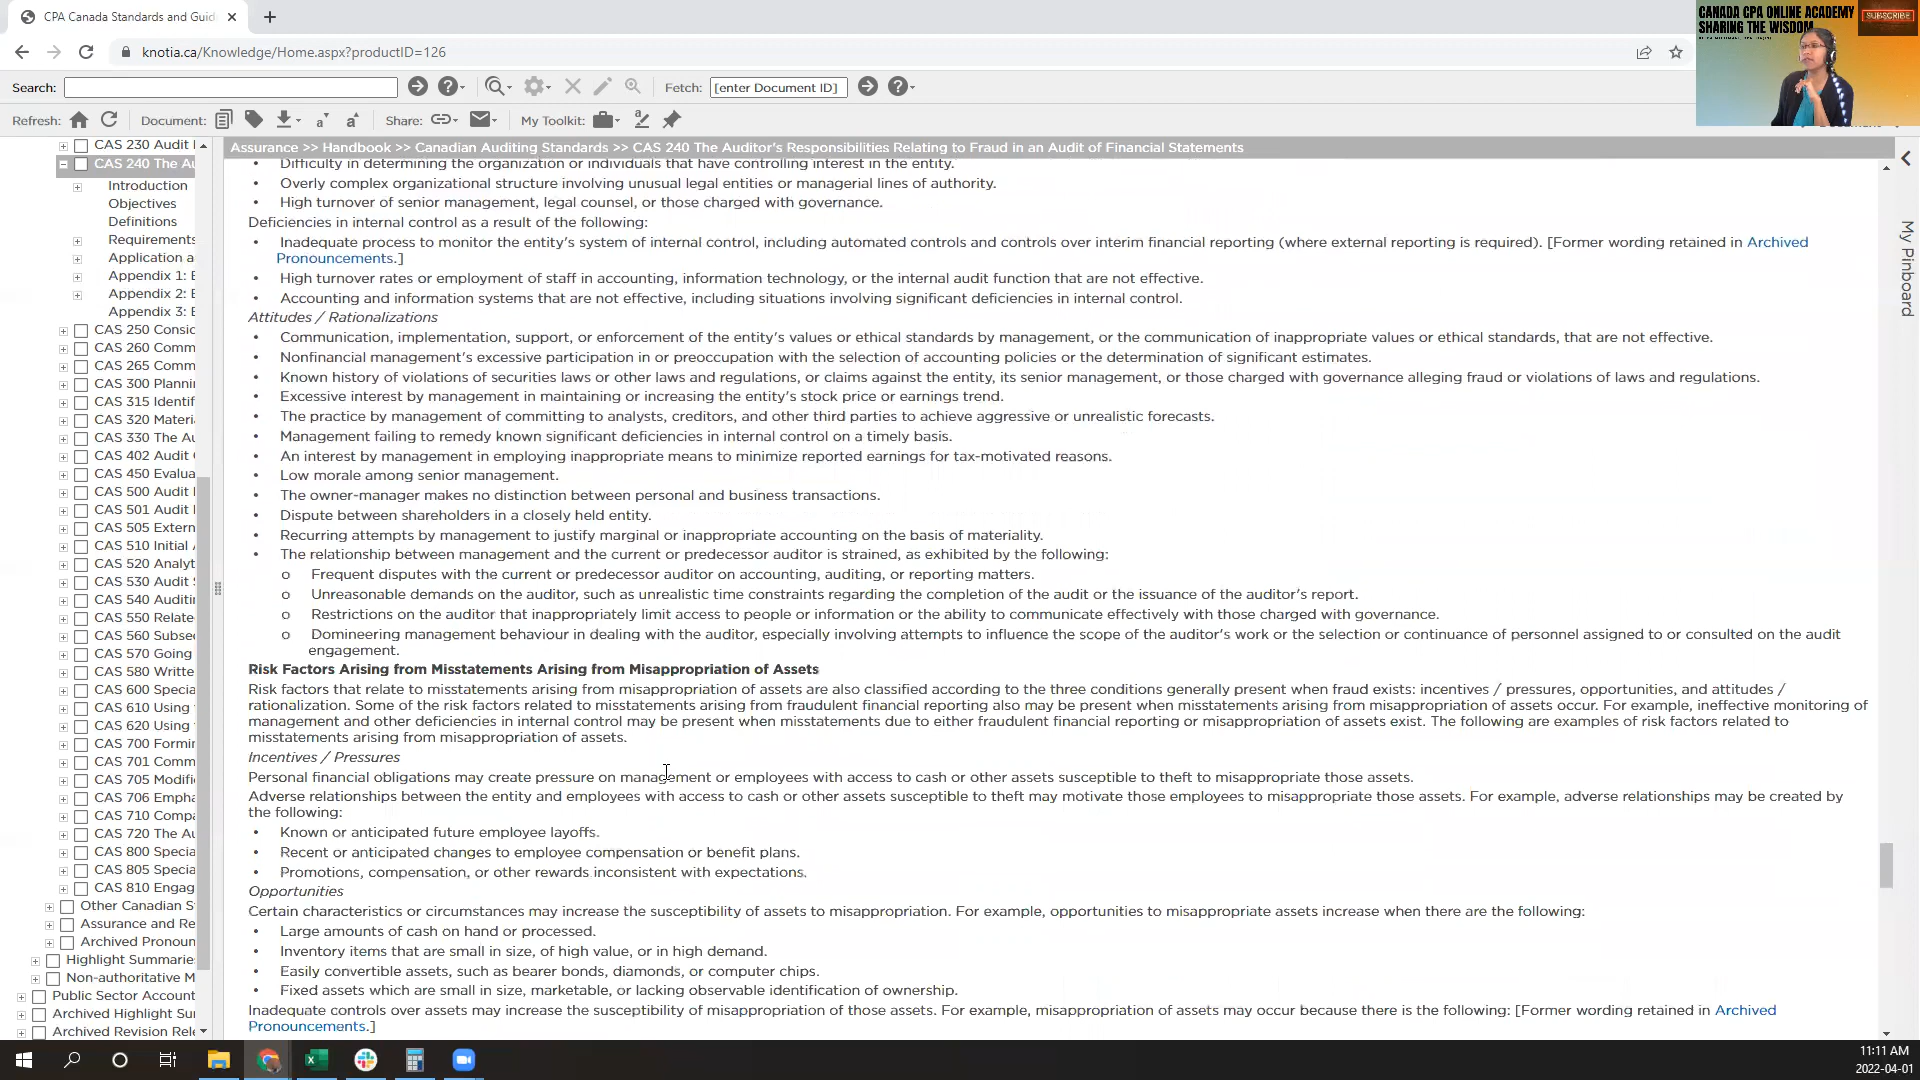 CPA Canada Standards and Guid
knotia.ca/Knowledge/Home.aspx?productID=126
CANADA CPA ONLINE ACADEMY
SHARING THE WISDOM
SUBSCRIBE
Search:
Fetch: [enter Document ID]
Refresh: Document: Share: My Toolkit:
Assurance >> Handbook >> Canadian Auditing Standards >> CAS 240 The Auditor's Responsibilities Relating to Fraud in an Audit of Financial Statements
My Pinboard
CAS 230 Audit
CAS 240 The Au
Introduction
Objectives
Definitions
Requirements
Application a
Appendix 1: E
Appendix 2: E
Appendix 3: E
CAS 250 Consic
CAS 260 Comm
CAS 265 Comm
CAS 300 Planni
CAS 315 Identif
CAS 320 Materi
CAS 330 The Au
CAS 402 Audit
CAS 450 Evalua
CAS 500 Audit
CAS 501 Audit
CAS 505 Extern
CAS 510 Initial
CAS 520 Analyt
CAS 530 Audit
CAS 540 Auditi
CAS 550 Relate
CAS 560 Subse
CAS 570 Going
CAS 580 Writte
CAS 600 Specia
CAS 610 Using
CAS 620 Using
CAS 700 Formi
CAS 701 Comm
CAS 705 Modifi
CAS 706 Empha
CAS 710 Compa
CAS 720 The Au
CAS 800 Specia
CAS 805 Specia
CAS 810 Engag
Other Canadian S
Assurance and Re
Archived Pronoun
Highlight Summarie
Non-authoritative M
Public Sector Account
Archived Highlight Sur
Archived Revision Rele
Difficulty in determining the organization or individuals that have controlling interest in the entity.
• Overly complex organizational structure involving unusual legal entities or managerial lines of authority.
• High turnover of senior management, legal counsel, or those charged with governance.
Deficiencies in internal control as a result of the following:
• Inadequate process to monitor the entity's system of internal control, including automated controls and controls over interim financial reporting (where external reporting is required). [Former wording retained in Archived
Pronouncements.]
• High turnover rates or employment of staff in accounting, information technology, or the internal audit function that are not effective.
• Accounting and information systems that are not effective, including situations involving significant deficiencies in internal control.
Attitudes / Rationalizations
• Communication, implementation, support, or enforcement of the entity's values or ethical standards by management, or the communication of inappropriate values or ethical standards, that are not effective.
• Nonfinancial management's excessive participation in or preoccupation with the selection of accounting policies or the determination of significant estimates.
• Known history of violations of securities laws or other laws and regulations, or claims against the entity, its senior management, or those charged with governance alleging fraud or violations of laws and regulations.
• Excessive interest by management in maintaining or increasing the entity's stock price or earnings trend.
• The practice by management of committing to analysts, creditors, and other third parties to achieve aggressive or unrealistic forecasts.
• Management failing to remedy known significant deficiencies in internal control on a timely basis.
• An interest by management in employing inappropriate means to minimize reported earnings for tax-motivated reasons.
• Low morale among senior management.
• The owner-manager makes no distinction between personal and business transactions.
• Dispute between shareholders in a closely held entity.
• Recurring attempts by management to justify marginal or inappropriate accounting on the basis of materiality.
• The relationship between management and the current or predecessor auditor is strained, as exhibited by the following:
o Frequent disputes with the current or predecessor auditor on accounting, auditing, or reporting matters.
o Unreasonable demands on the auditor, such as unrealistic time constraints regarding the completion of the audit or the issuance of the auditor's report.
o Restrictions on the auditor that inappropriately limit access to people or information or the ability to communicate effectively with those charged with governance.
o Domineering management behaviour in dealing with the auditor, especially involving attempts to influence the scope of the auditor's work or the selection or continuance of personnel assigned to or consulted on the audit
engagement.
Risk Factors Arising from Misstatements Arising from Misappropriation of Assets
Risk factors that relate to misstatements arising from misappropriation of assets are also classified according to the three conditions generally present when fraud exists: incentives / pressures, opportunities, and attitudes /
rationalization. Some of the risk factors related to misstatements arising from fraudulent financial reporting also may be present when misstatements arising from misappropriation of assets occur. For example, ineffective monitoring of
management and other deficiencies in internal control may be present when misstatements due to either fraudulent financial reporting or misappropriation of assets exist. The following are examples of risk factors related to
misstatements arising from misappropriation of assets.
Incentives / Pressures
Personal financial obligations may create pressure on management or employees with access to cash or other assets susceptible to theft to misappropriate those assets.
Adverse relationships between the entity and employees with access to cash or other assets susceptible to theft may motivate those employees to misappropriate those assets. For example, adverse relationships may be created by
the following:
• Known or anticipated future employee layoffs.
• Recent or anticipated changes to employee compensation or benefit plans.
• Promotions, compensation, or other rewards inconsistent with expectations.
Opportunities
Certain characteristics or circumstances may increase the susceptibility of assets to misappropriation. For example, opportunities to misappropriate assets increase when there are the following:
• Large amounts of cash on hand or processed.
• Inventory items that are small in size, of high value, or in high demand.
• Easily convertible assets, such as bearer bonds, diamonds, or computer chips.
• Fixed assets which are small in size, marketable, or lacking observable identification of ownership.
Inadequate controls over assets may increase the susceptibility of misappropriation of those assets. For example, misappropriation of assets may occur because there is the following: [Former wording retained in Archived
Pronouncements.]
11:11 AM
2022-04-01